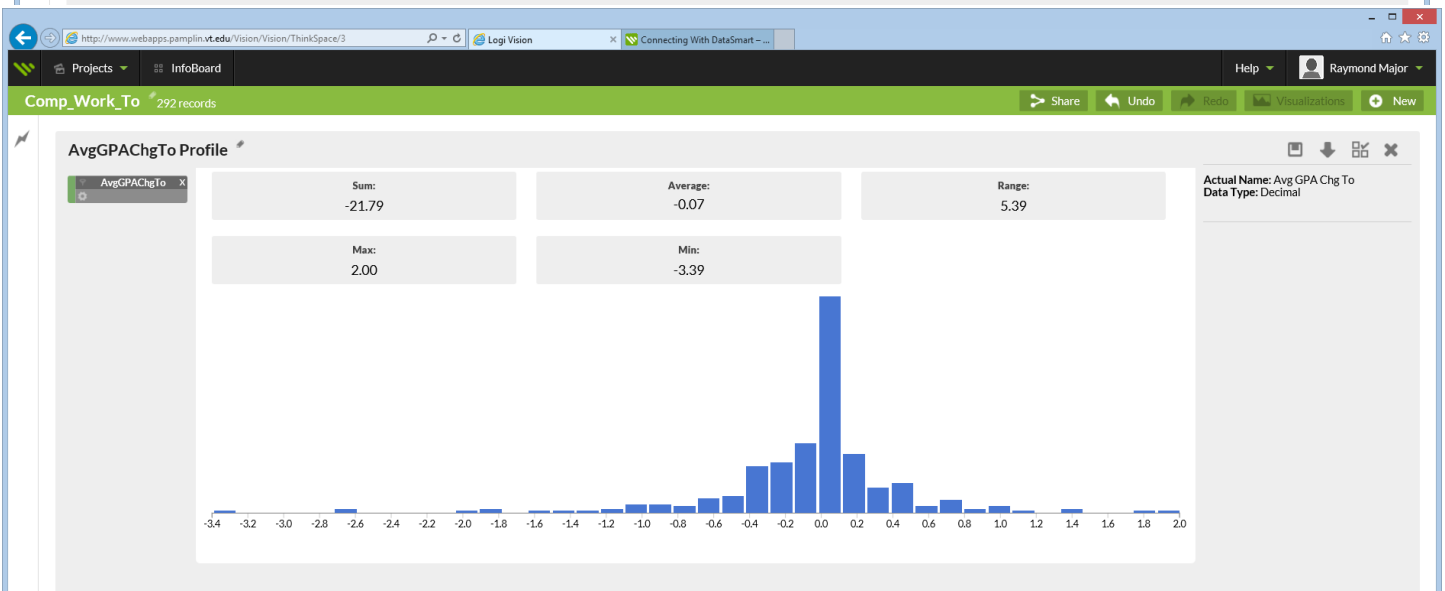 http://www.webapps.pamplin.vt.edu/Vision/Vision/ThinkSpace/3
Logi Vision
Connecting With DataSmart – ...
Projects
InfoBoard
Help
Raymond Major
Comp_Work_To 292 records
Share
Undo
Redo
Visualizations
New
AvgGPAChgTo Profile
AvgGPAChgTo X
Sum:
-21.79
Average:
-0.07
Range:
5.39
Max:
2.00
Min:
-3.39
Actual Name: Avg GPA Chg To
Data Type: Decimal
-3.4 -3.2 -3.0 -2.8 -2.6 -2.4 -2.2 -2.0 -1.8 -1.6 -1.4 -1.2 -1.0 -0.8 -0.6 -0.4 -0.2 0.0 0.2 0.4 0.6 0.8 1.0 1.2 1.4 1.6 1.8 2.0